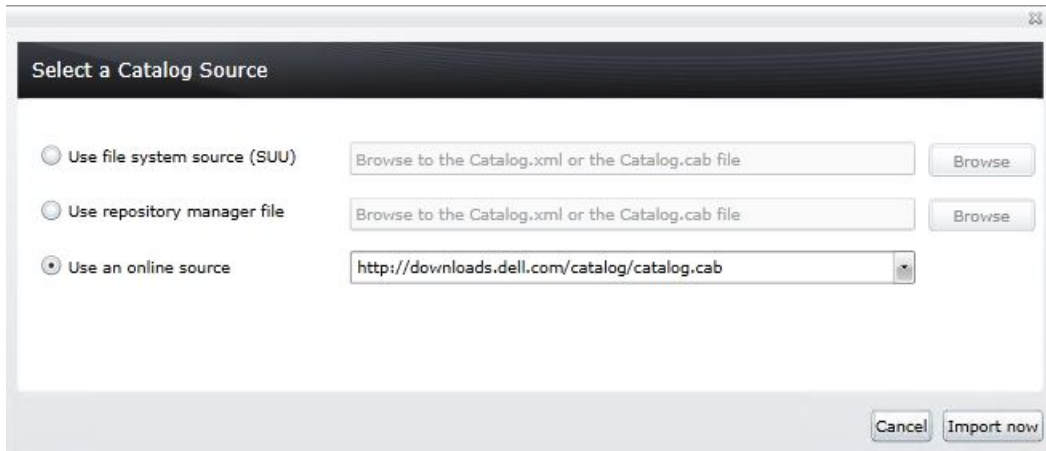 Select a Catalog Source
Use file system source (SUU)
Browse to the Catalog.xml or the Catalog.cab file
Browse
Use repository manager file
Browse to the Catalog.xml or the Catalog.cab file
Browse
Use an online source
http://downloads.dell.com/catalog/catalog.cab
Cancel
Import now